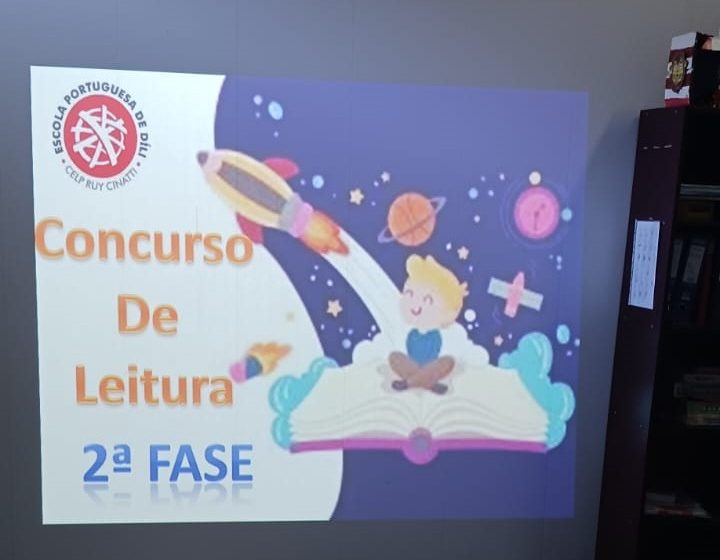 ESCOLA PORTUGUESA DE DÍLI
CELP RUY CINATTI
Concurso
De
Leitura
2ª FASE